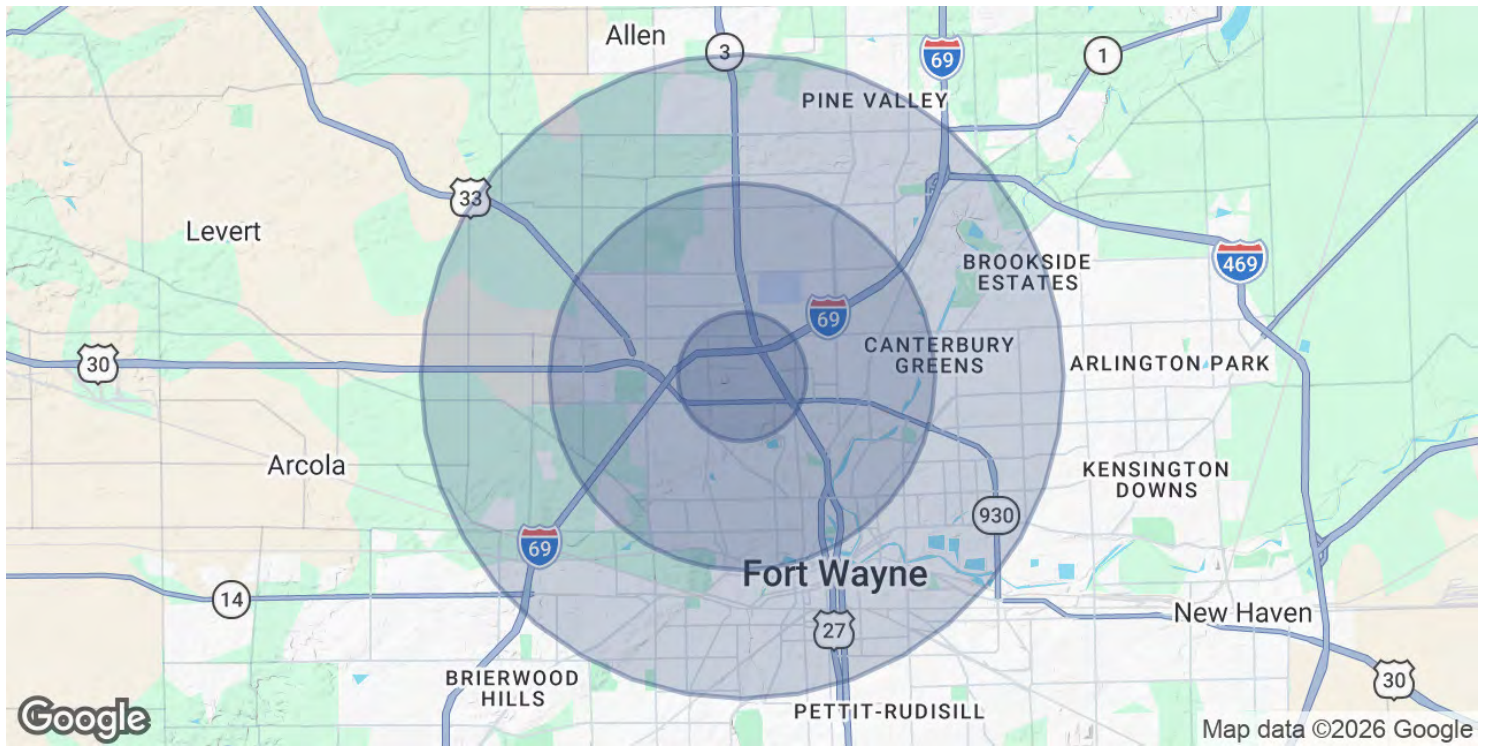 Allen
3
69
1
PINE VALLEY
33
Levert
BROOKSIDE
ESTATES
469
69
30
CANTERBURY
GREENS
ARLINGTON PARK
Arcola
KENSINGTON
DOWNS
930
69
Fort Wayne
14
New Haven
27
30
BRIERWOOD
HILLS
PETTIT-RUDISILL
Google
Map data ©2026 Google